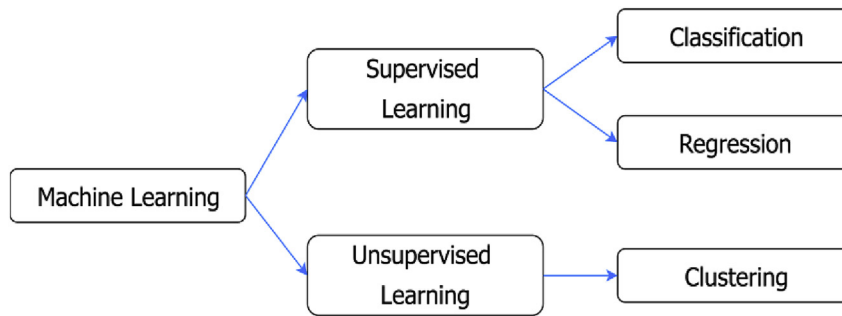 Machine Learning
Supervised
Learning
Classification
Regression
Unsupervised
Learning
Clustering